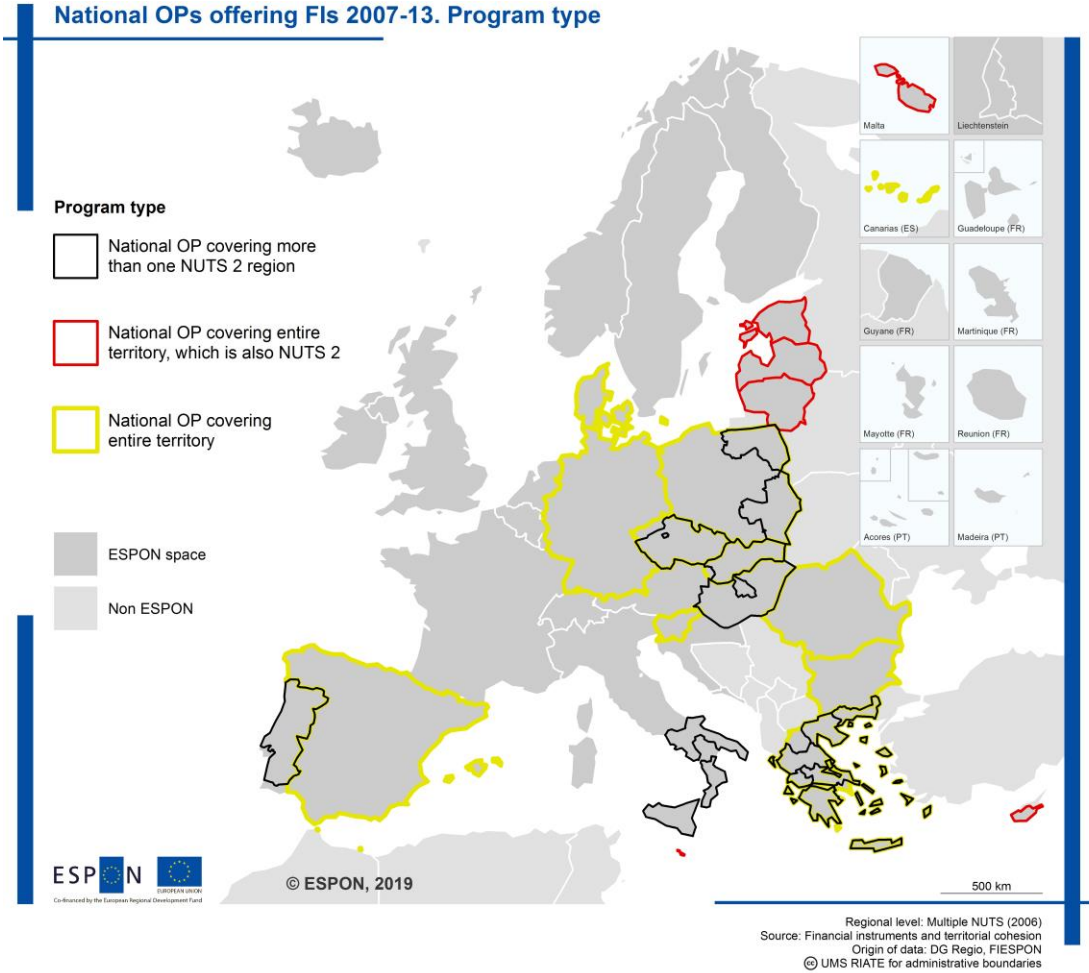 National OPs offering FIs 2007-13. Program type
Program type
National OP covering more
than one NUTS 2 region
National OP covering entire
territory, which is also NUTS 2
National OP covering
entire territory
ESPON space
Non ESPON
Malta
Liechtenstein
Canarias (ES)
Guadeloupe (FR)
Guyane (FR)
Martinique (FR)
Mayotte (FR)
Reunion (FR)
Acores (PT)
Madeira (PT)
ESPON
EUROPEAN UNION
Co-financed by the European Regional Development Fund
© ESPON, 2019
500 km
Regional level: Multiple NUTS (2006)
Source: Financial instruments and territorial cohesion
Origin of data: DG Regio, FIESPON
㏄ UMS RIATE for administrative boundaries